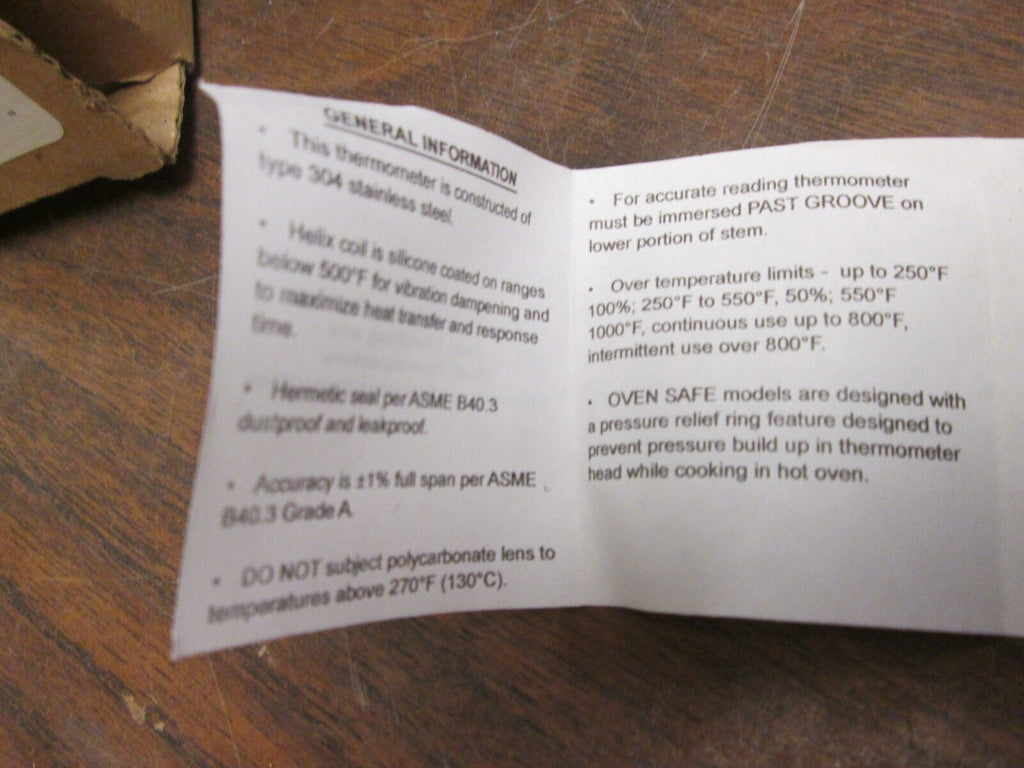 GENERAL INFORMATION
• This thermometer is constructed of
type 304 stainless steel.
• Helix coil is silicone coated on ranges
below 500°F for vibration dampening and
to maximize heat transfer and response
time.
• Hermetic seal per ASME B40.3
dustproof and leakproof.
• Accuracy is ±1% full span per ASME
B40.3 Grade A
• DO NOT subject polycarbonate lens to
temperatures above 270°F (130°C).
• For accurate reading thermometer
must be immersed PAST GROOVE on
lower portion of stem.
• Over temperature limits - up to 250°F
100%; 250°F to 550°F, 50%; 550°F
1000°F, continuous use up to 800°F,
intermittent use over 800°F.
• OVEN SAFE models are designed with
a pressure relief ring feature designed to
prevent pressure build up in thermometer
head while cooking in hot oven.